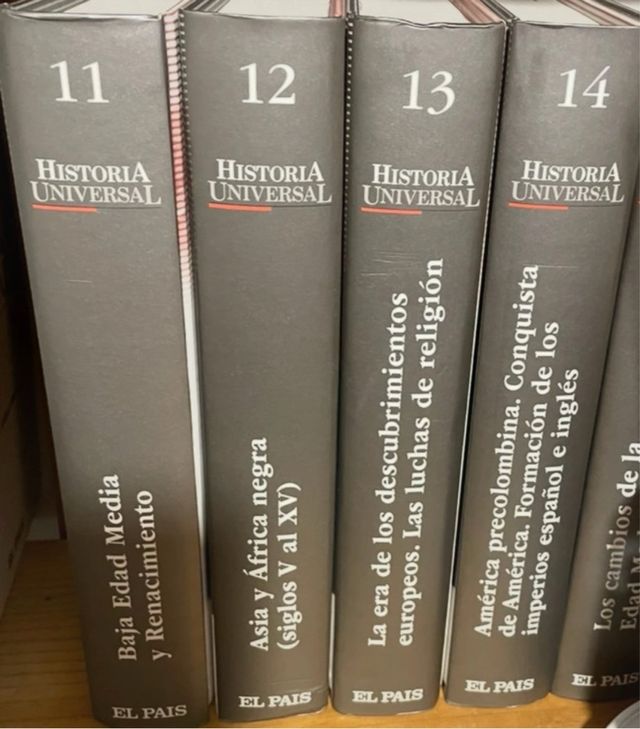 11
HISTORIA
UNIVERSAL
Baja Edad Media
y Renacimiento
EL PAIS
12
HISTORIA
UNIVERSAL
Asia y África negra
(siglos V al XV)
EL PAIS
13
HISTORIA
UNIVERSAL
La era de los descubrimientos
europeos. Las luchas de religión
EL PAIS
14
HISTORIA
UNIVERSAL
América precolombina. Conquista
de América. Formación de los
imperios español e inglés
EL PAIS
Los cambios de la
Edad
EL PAIS